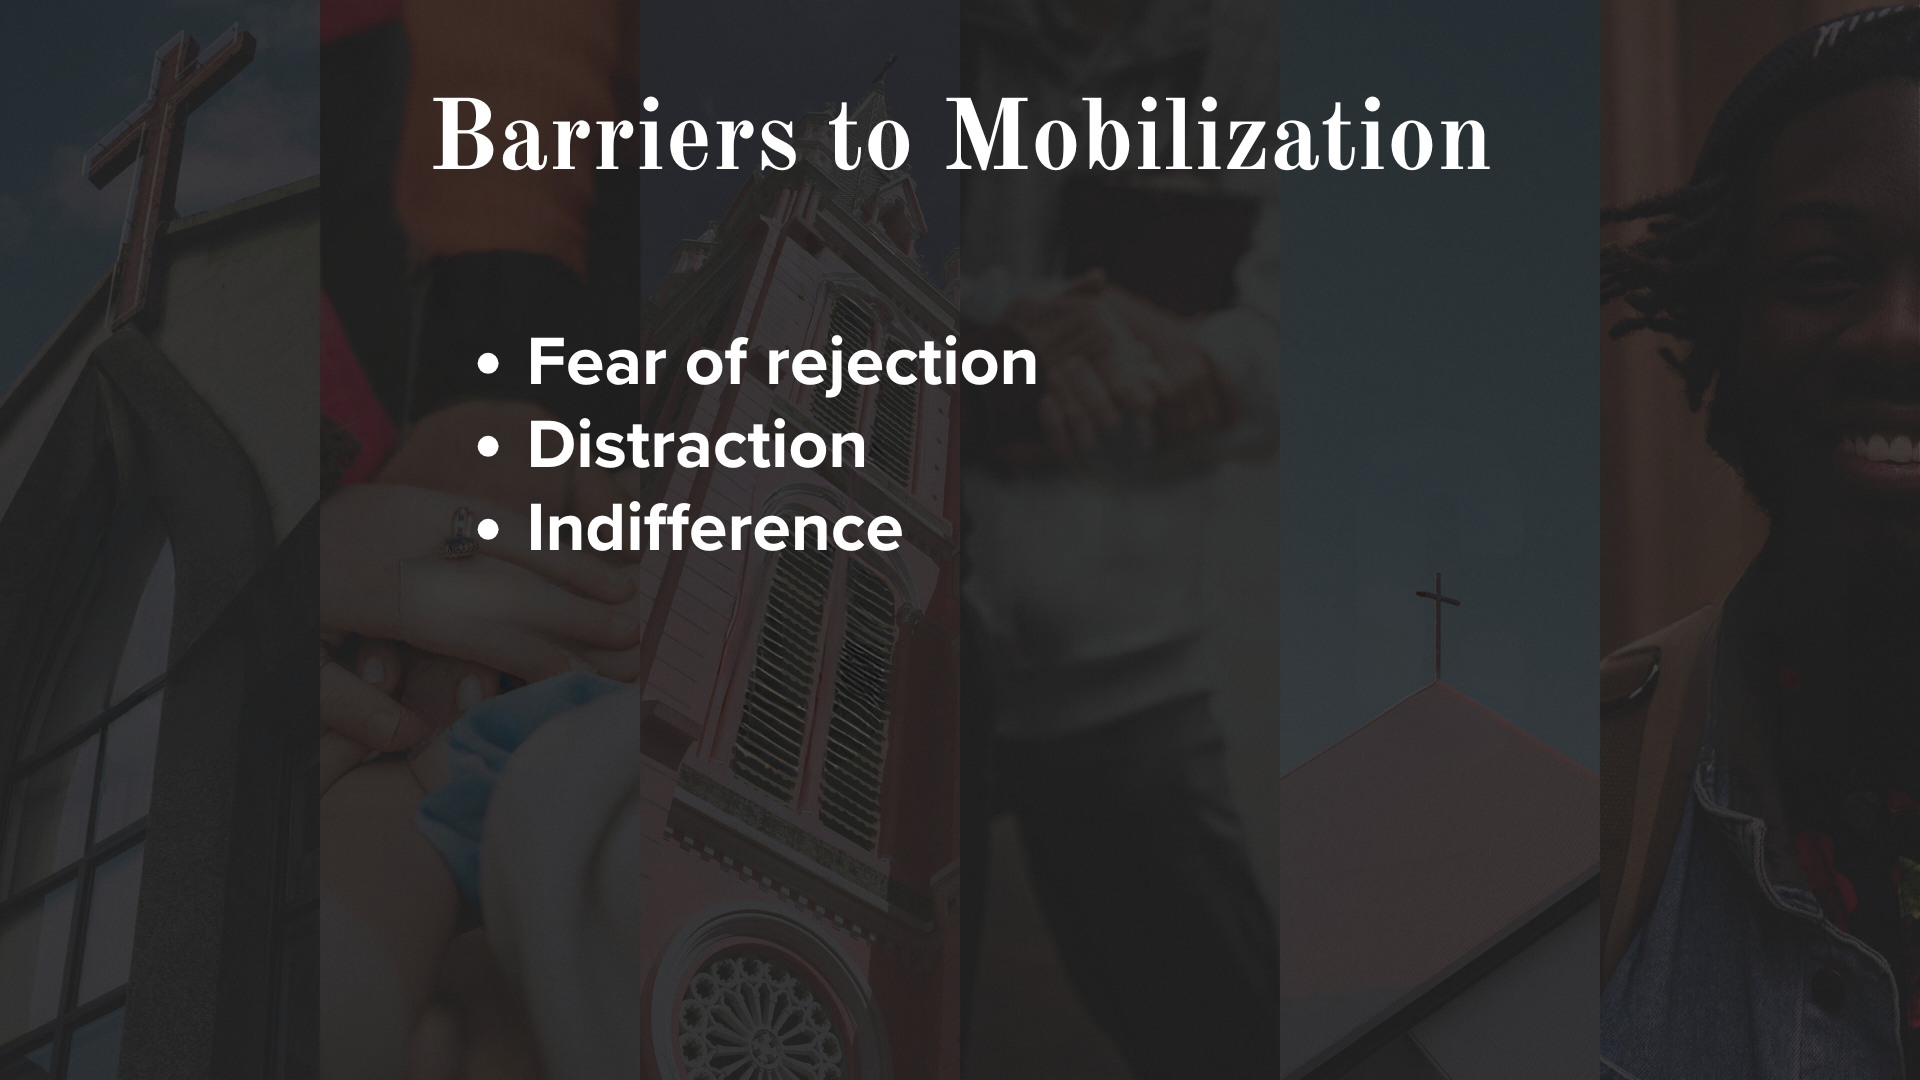 Barriers to Mobilization
• Fear of rejection
• Distraction
• Indifference